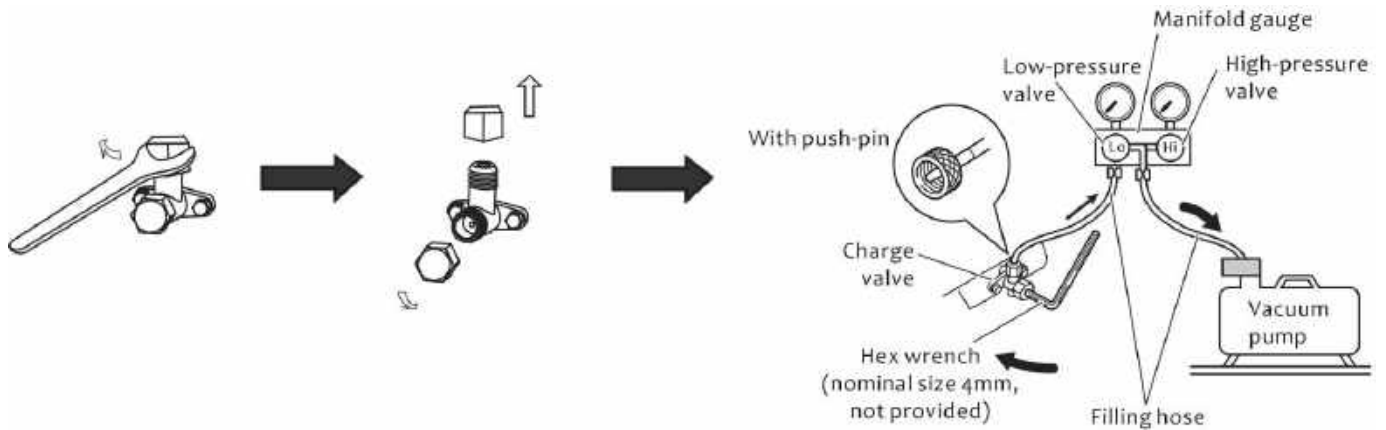 Manifold gauge
Low-pressure
valve
High-pressure
valve
With push-pin
Lo
Hi
Charge
valve
Vacuum
pump
Hex wrench
(nominal size 4mm,
not provided)
Filling hose